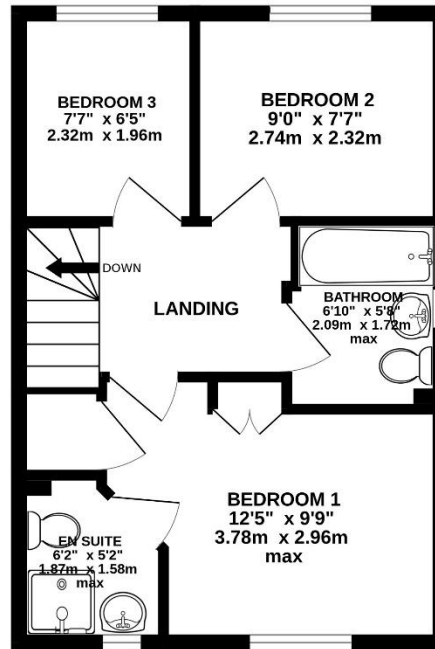 BEDROOM 3
7'7" x 6'5"
2.32m x 1.96m
BEDROOM 2
9'0" x 7'7"
2.74m x 2.32m
DOWN
LANDING
BATHROOM
6'10" x 5'8"
2.09m x 1.72m
max
BEDROOM 1
12'5" x 9'9"
3.78m x 2.96m
max
EN SUITE
6'2" x 5'2"
1.87m x 1.58m
max